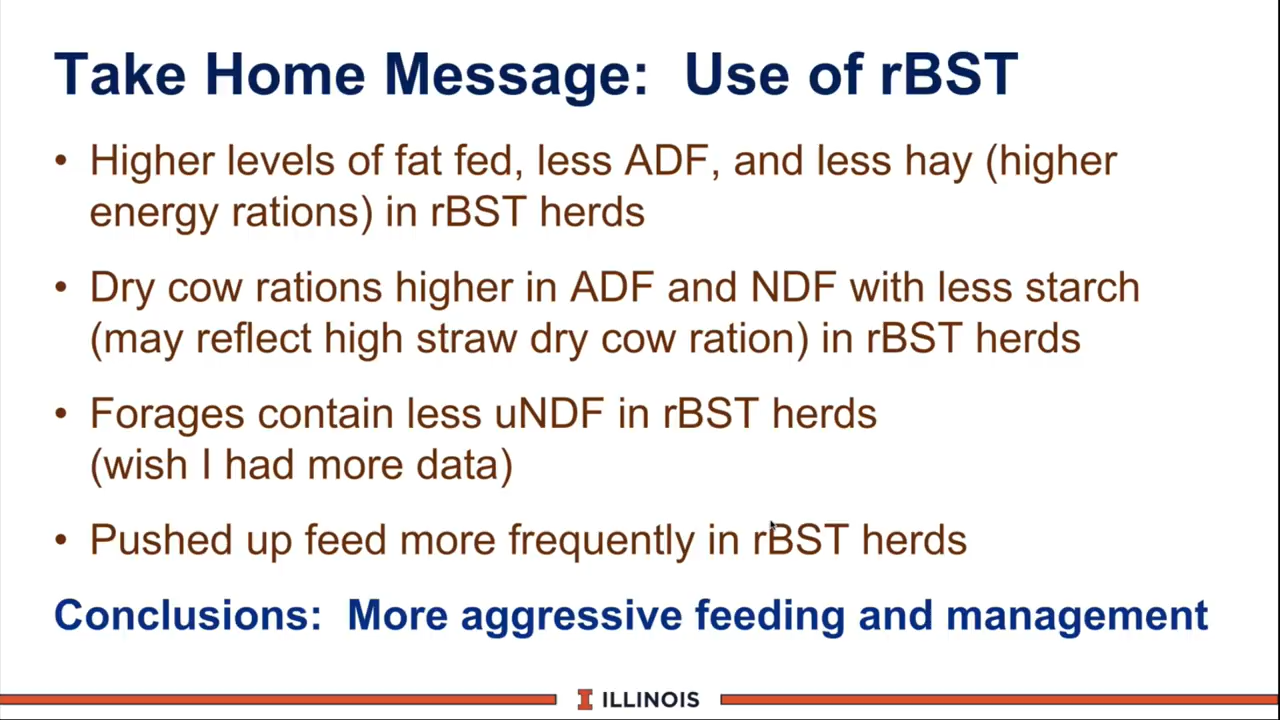 Take Home Message: Use of rBST
• Higher levels of fat fed, less ADF, and less hay (higher
energy rations) in rBST herds
• Dry cow rations higher in ADF and NDF with less starch
(may reflect high straw dry cow ration) in rBST herds
• Forages contain less uNDF in rBST herds
(wish I had more data)
• Pushed up feed more frequently in rBST herds
Conclusions: More aggressive feeding and management
I ILLINOIS